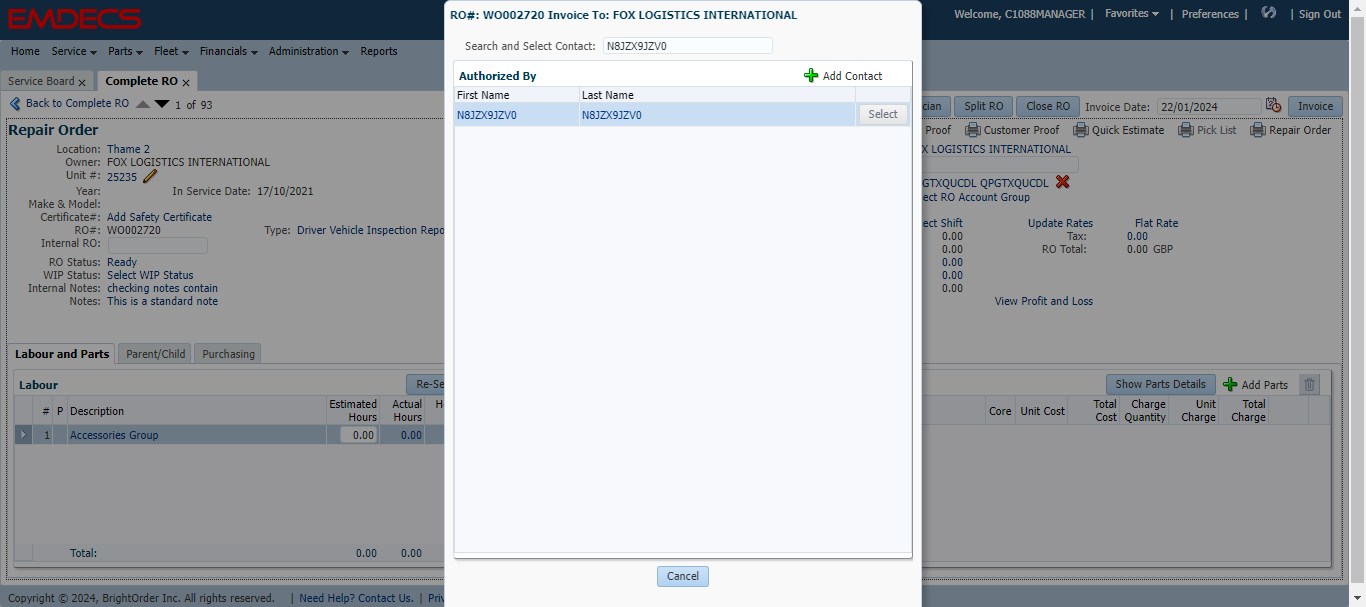 EMDECS
Welcome, C1088MANAGER | Favorites | Preferences | | Sign Out
Home Service Parts Fleet Financials Administration Reports
Service Board x Complete RO x
Back to Complete RO 1 of 93
cian Split RO Close RO Invoice Date: 22/01/2024 Invoice
Repair Order
Proof Customer Proof Quick Estimate Pick List Repair Order
Location: Thame 2
Owner: FOX LOGISTICS INTERNATIONAL
Unit #: 25235
Year: In Service Date: 17/10/2021
Make & Model:
Certificate#: Add Safety Certificate
RO#: WO002720 Type: Driver Vehicle Inspection Repo
Internal RO:
RO Status: Ready
WIP Status: Select WIP Status
Internal Notes: checking notes contain
Notes: This is a standard note
X LOGISTICS INTERNATIONAL
GTXQUCDL QPGTXQUCDL
ect RO Account Group
ect Shift Update Rates Flat Rate
0.00 Tax: 0.00
0.00 RO Total: 0.00 GBP
0.00
0.00
0.00
View Profit and Loss
RO#: WO002720 Invoice To: FOX LOGISTICS INTERNATIONAL
Search and Select Contact: N8JZX9JZV0
Authorized By Add Contact
First Name Last Name
N8JZX9JZV0 N8JZX9JZV0 Select
Cancel
Labour and Parts Parent/Child Purchasing
Labour Re-Se Show Parts Details Add Parts
# P Description Estimated Hours Actual Hours H Core Unit Cost Total Cost Charge Quantity Unit Charge Total Charge
1 Accessories Group 0.00 0.00
Total: 0.00 0.00
Copyright © 2024, BrightOrder Inc. All rights reserved. | Need Help? Contact Us. | Priv